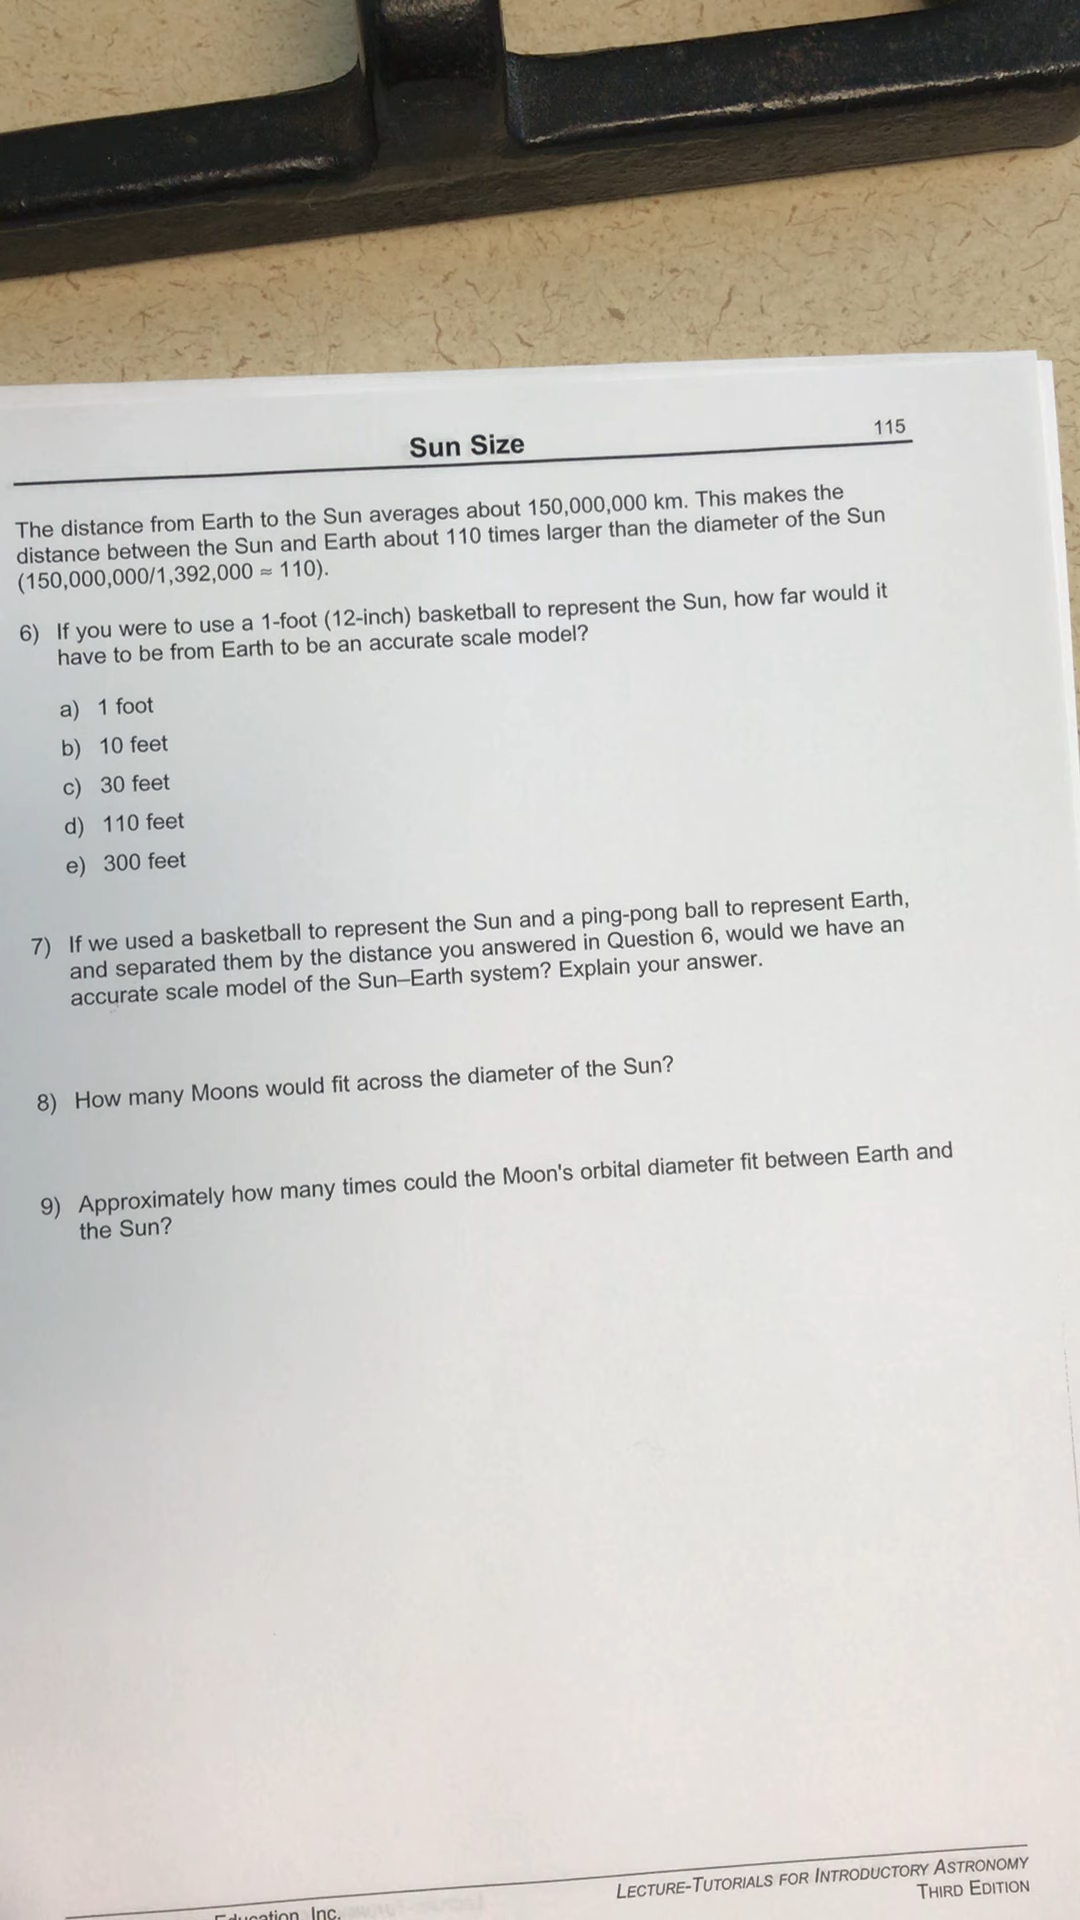 Sun Size
115
The distance from Earth to the Sun averages about 150,000,000 km. This makes the
distance between the Sun and Earth about 110 times larger than the diameter of the Sun
(150,000,000/1,392,000 ≈ 110).
6) If you were to use a 1-foot (12-inch) basketball to represent the Sun, how far would it
have to be from Earth to be an accurate scale model?
a) 1 foot
b) 10 feet
c) 30 feet
d) 110 feet
e) 300 feet
7) If we used a basketball to represent the Sun and a ping-pong ball to represent Earth,
and separated them by the distance you answered in Question 6, would we have an
accurate scale model of the Sun–Earth system? Explain your answer.
8) How many Moons would fit across the diameter of the Sun?
9) Approximately how many times could the Moon's orbital diameter fit between Earth and
the Sun?
LECTURE-TUTORIALS FOR INTRODUCTORY ASTRONOMY
THIRD EDITION
Education, Inc.